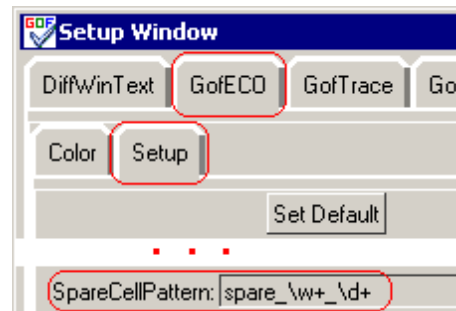 GOF Setup Window
DiffWinText GofECO GofTrace Go
Color Setup
Set Default
. . .
SpareCellPattern: spare_\w+_\d+